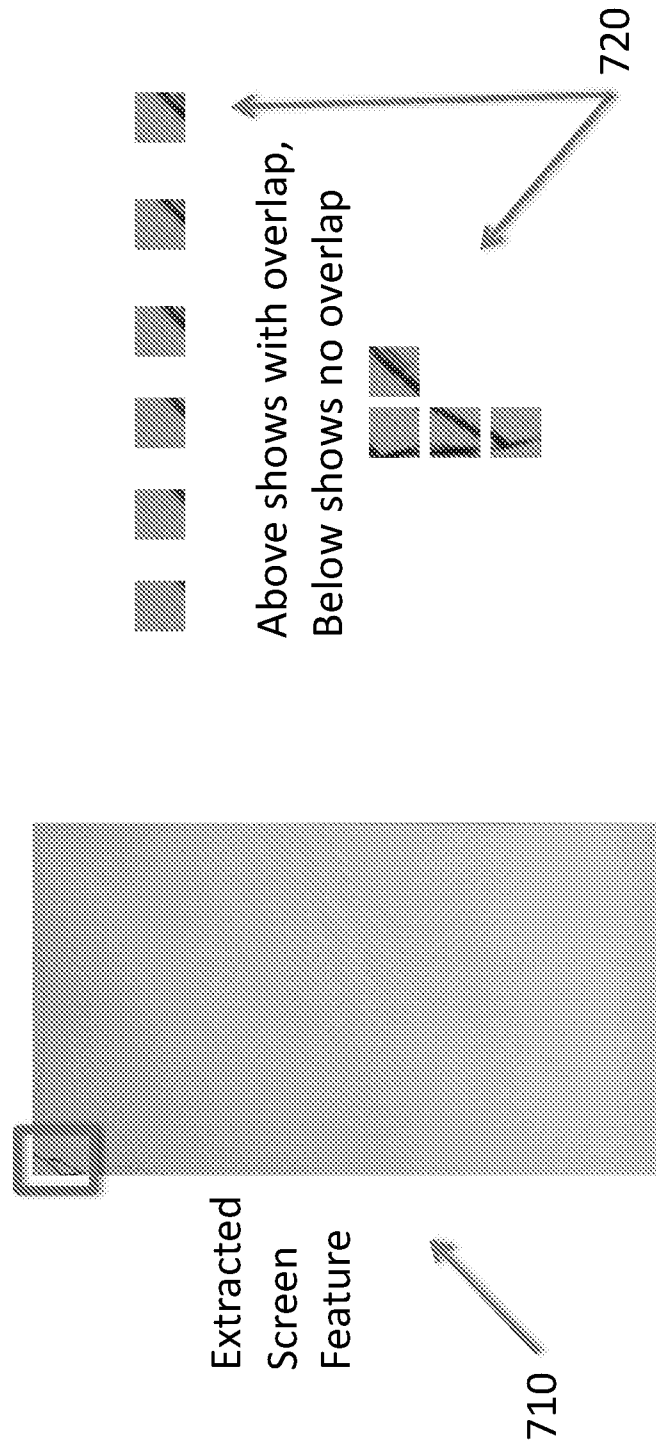 Extracted
Screen
Feature
710
Above shows with overlap,
Below shows no overlap
720